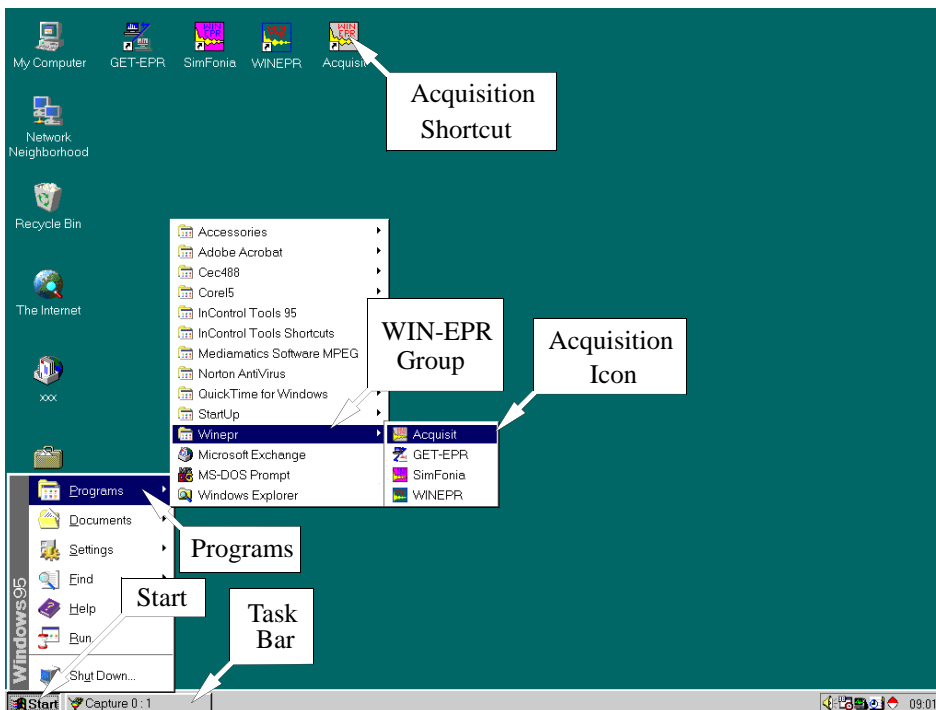 My Computer
GET-EPR
SimFonia
WINEPR
Acquisit
Acquisition
Shortcut
Network
Neighborhood
Recycle Bin
The Internet
xxx
Accessories
Adobe Acrobat
Cec488
Corel5
InControl Tools 95
InControl Tools Shortcuts
Mediamatics Software MPEG
Norton AntiVirus
QuickTime for Windows
StartUp
Winepr
Microsoft Exchange
MS-DOS Prompt
Windows Explorer
WIN-EPR
Group
Acquisition
Icon
Acquisit
GET-EPR
SimFonia
WINEPR
Programs
Documents
Settings
Find
Help
Run...
Shut Down...
Windows95
Programs
Start
Task
Bar
Start
Capture 0 : 1
09:01